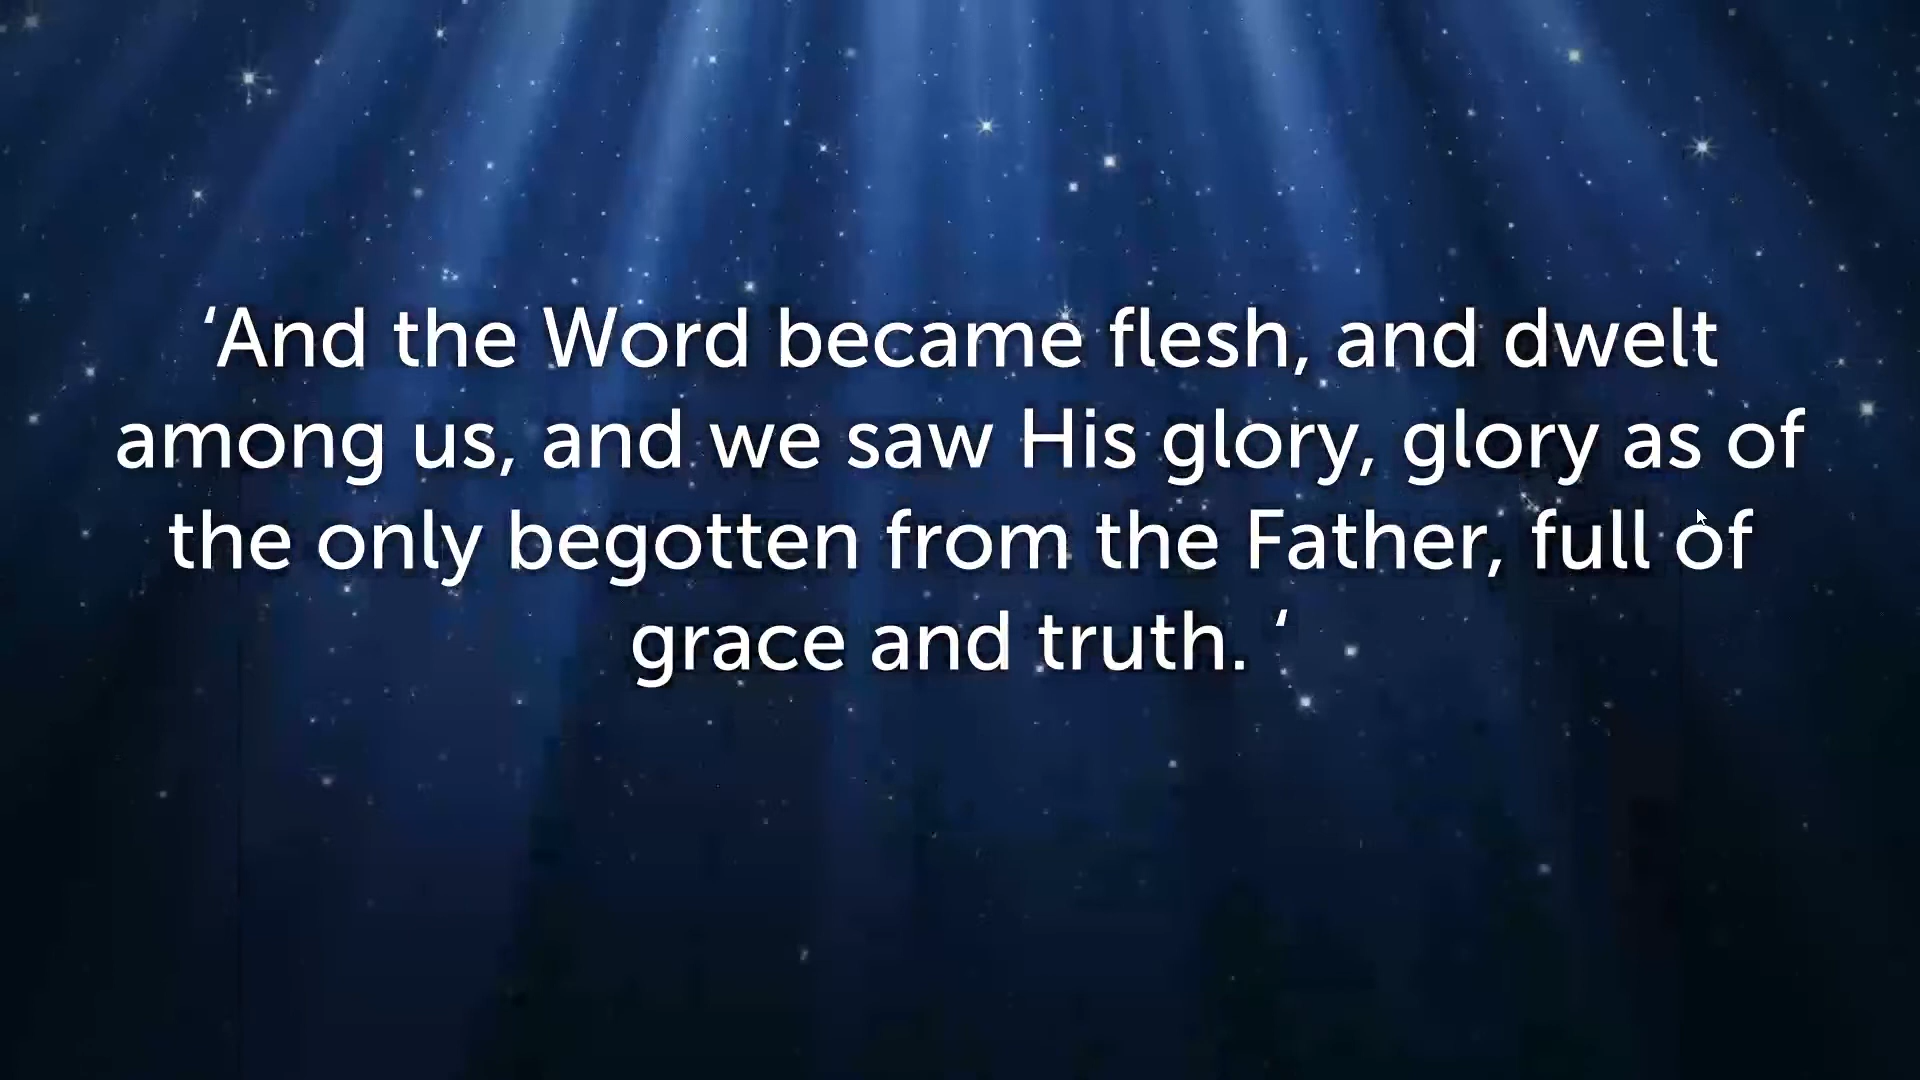 ‘And the Word became flesh, and dwelt
among us, and we saw His glory, glory as of
the only begotten from the Father, full of
grace and truth. ‘